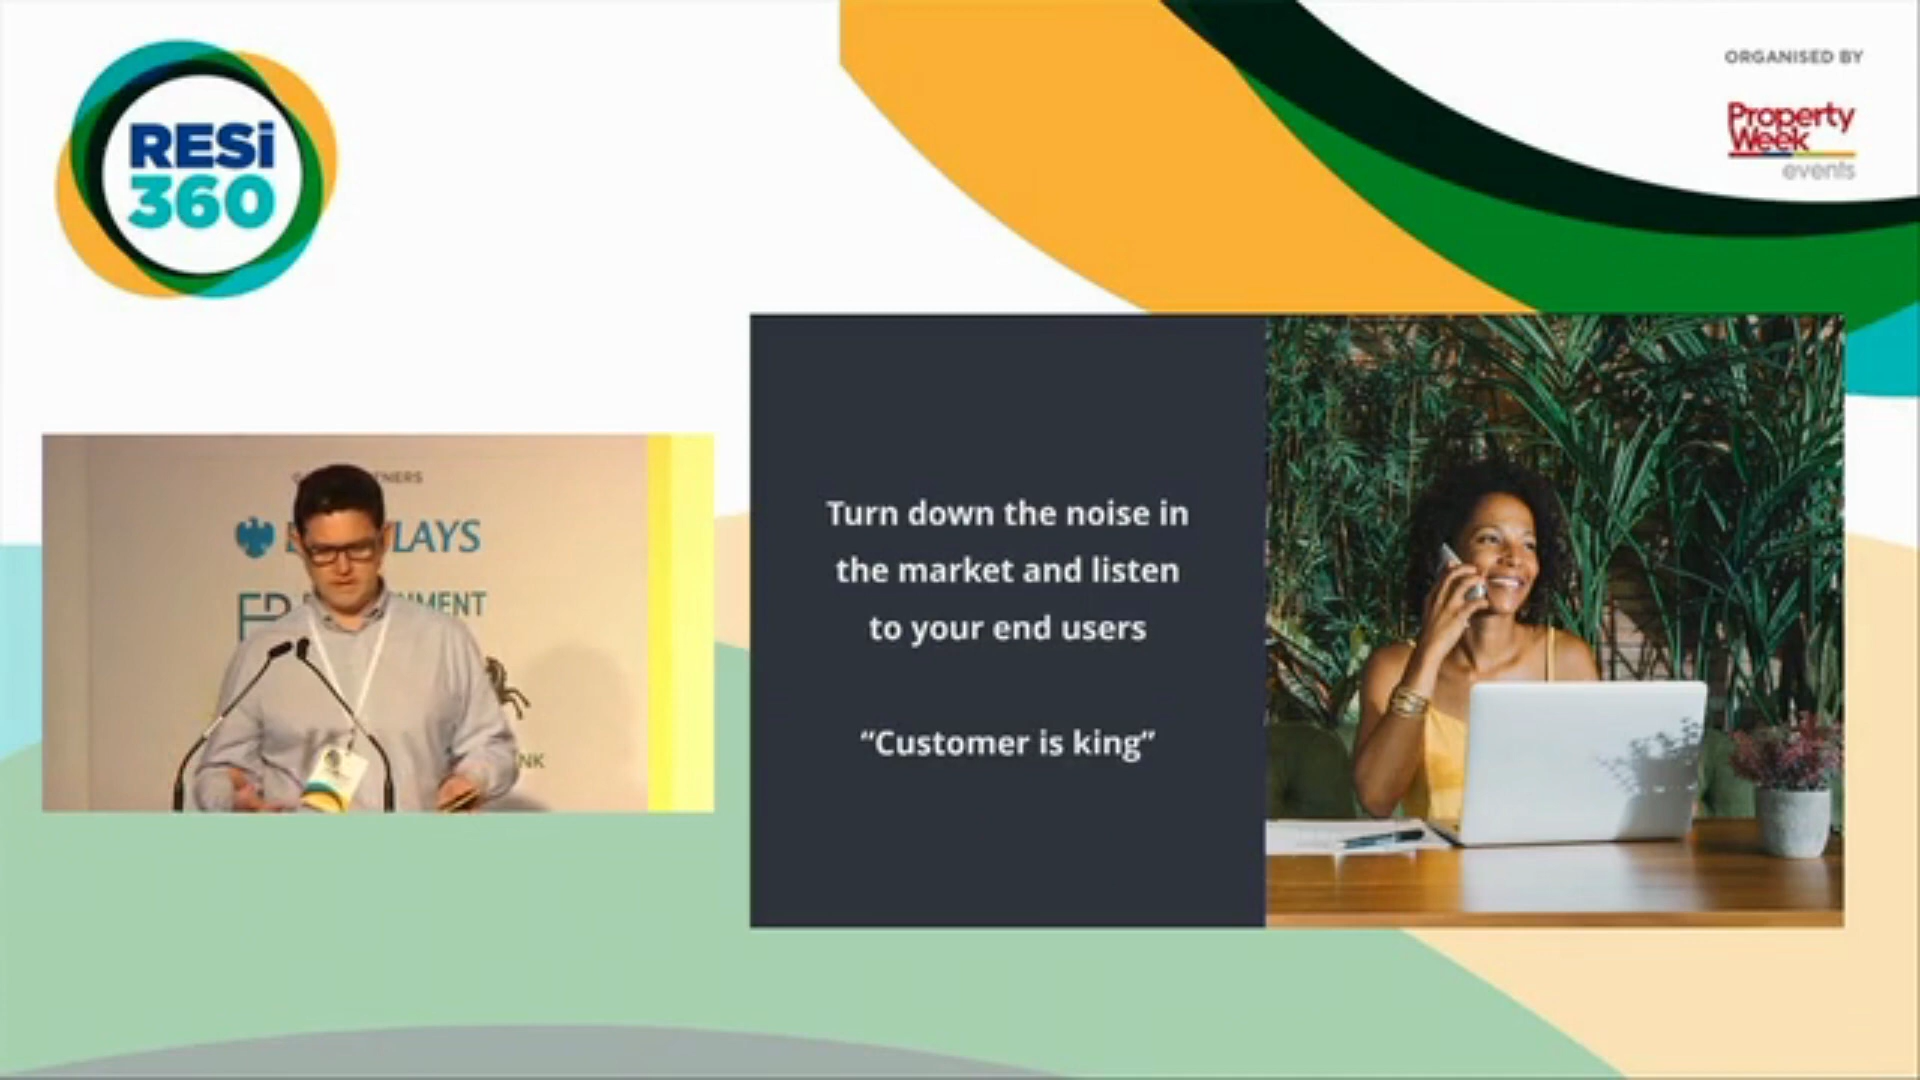 RESi
360
ORGANISED BY
Property
Week
events
LAYS
NK
Turn down the noise in
the market and listen
to your end users
“Customer is king”